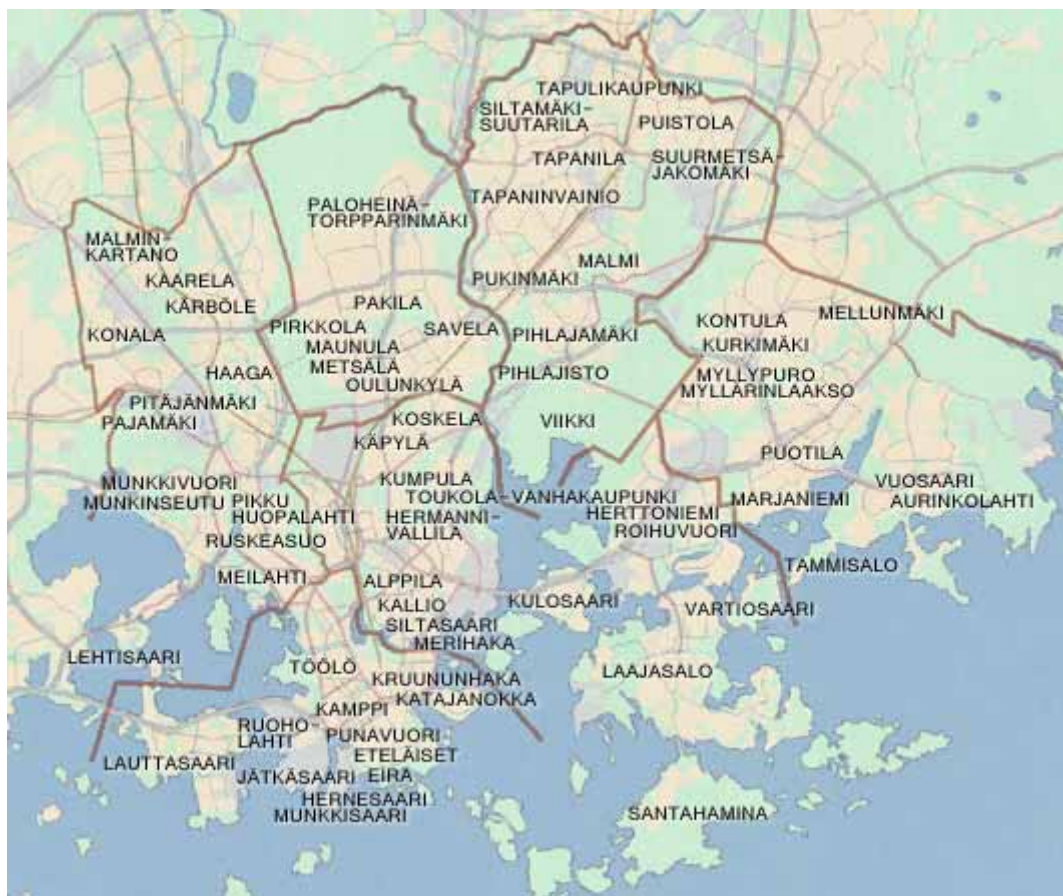 TAPULIKAUPUNKI
SILTAMÄKI-
SUUTARILA
PUISTOLA
TAPANILA
SUURMETSÄ-
JAKOMÄKI
PALOHEINÄ-
TORPPARINMÄKI
TAPANINVAINIO
MALMIN-
KARTANO
KAARELA
KÄRBÖLE
KONALA
MALMI
PUKINMÄKI
PAKILA
PIRKKOLA
MAUNULA
METSÄLÄ
OULUNKYLÄ
SAVELA
PIHLAJAMÄKI
KONTULA
KURKIMÄKI
MELLUNMÄKI
HAAGA
PITÄJÄNMÄKI
PAJAMÄKI
PIHLAJISTO
MYLLYPURO
MYLLÄRINLAAKSO
KOSKELA
KÄPYLÄ
VIIKKI
PUOTILA
MUNKKIVUORI
MUNKINSEUTU
PIKKU
HUOPALAHTI
RUSKEASUO
KUMPULA
TOUKOLA-VANHAKAUPUNKI
HERMANNI-
VALLILA
HERTTONIEMI
ROIHUVUORI
MARJANIEMI
VUOSAARI
AURINKOLAHTI
MEILAHTI
ALPPILA
KALLIO
SILTASAARI
MERIHAKA
KULOSAARI
TAMMISALO
VARTIOSAARI
LEHTISAARI
TÖÖLÖ
KRUUNUNHAKA
KATAJANOKKA
LAAJASALO
KAMPPI
RUOHO-
LAHTI
PUNAVUORI
ETELÄISET
EIRA
LAUTTASAARI
JÄTKÄSAARI
HERNESAARI
MUNKKISAARI
SANTAHAMINA